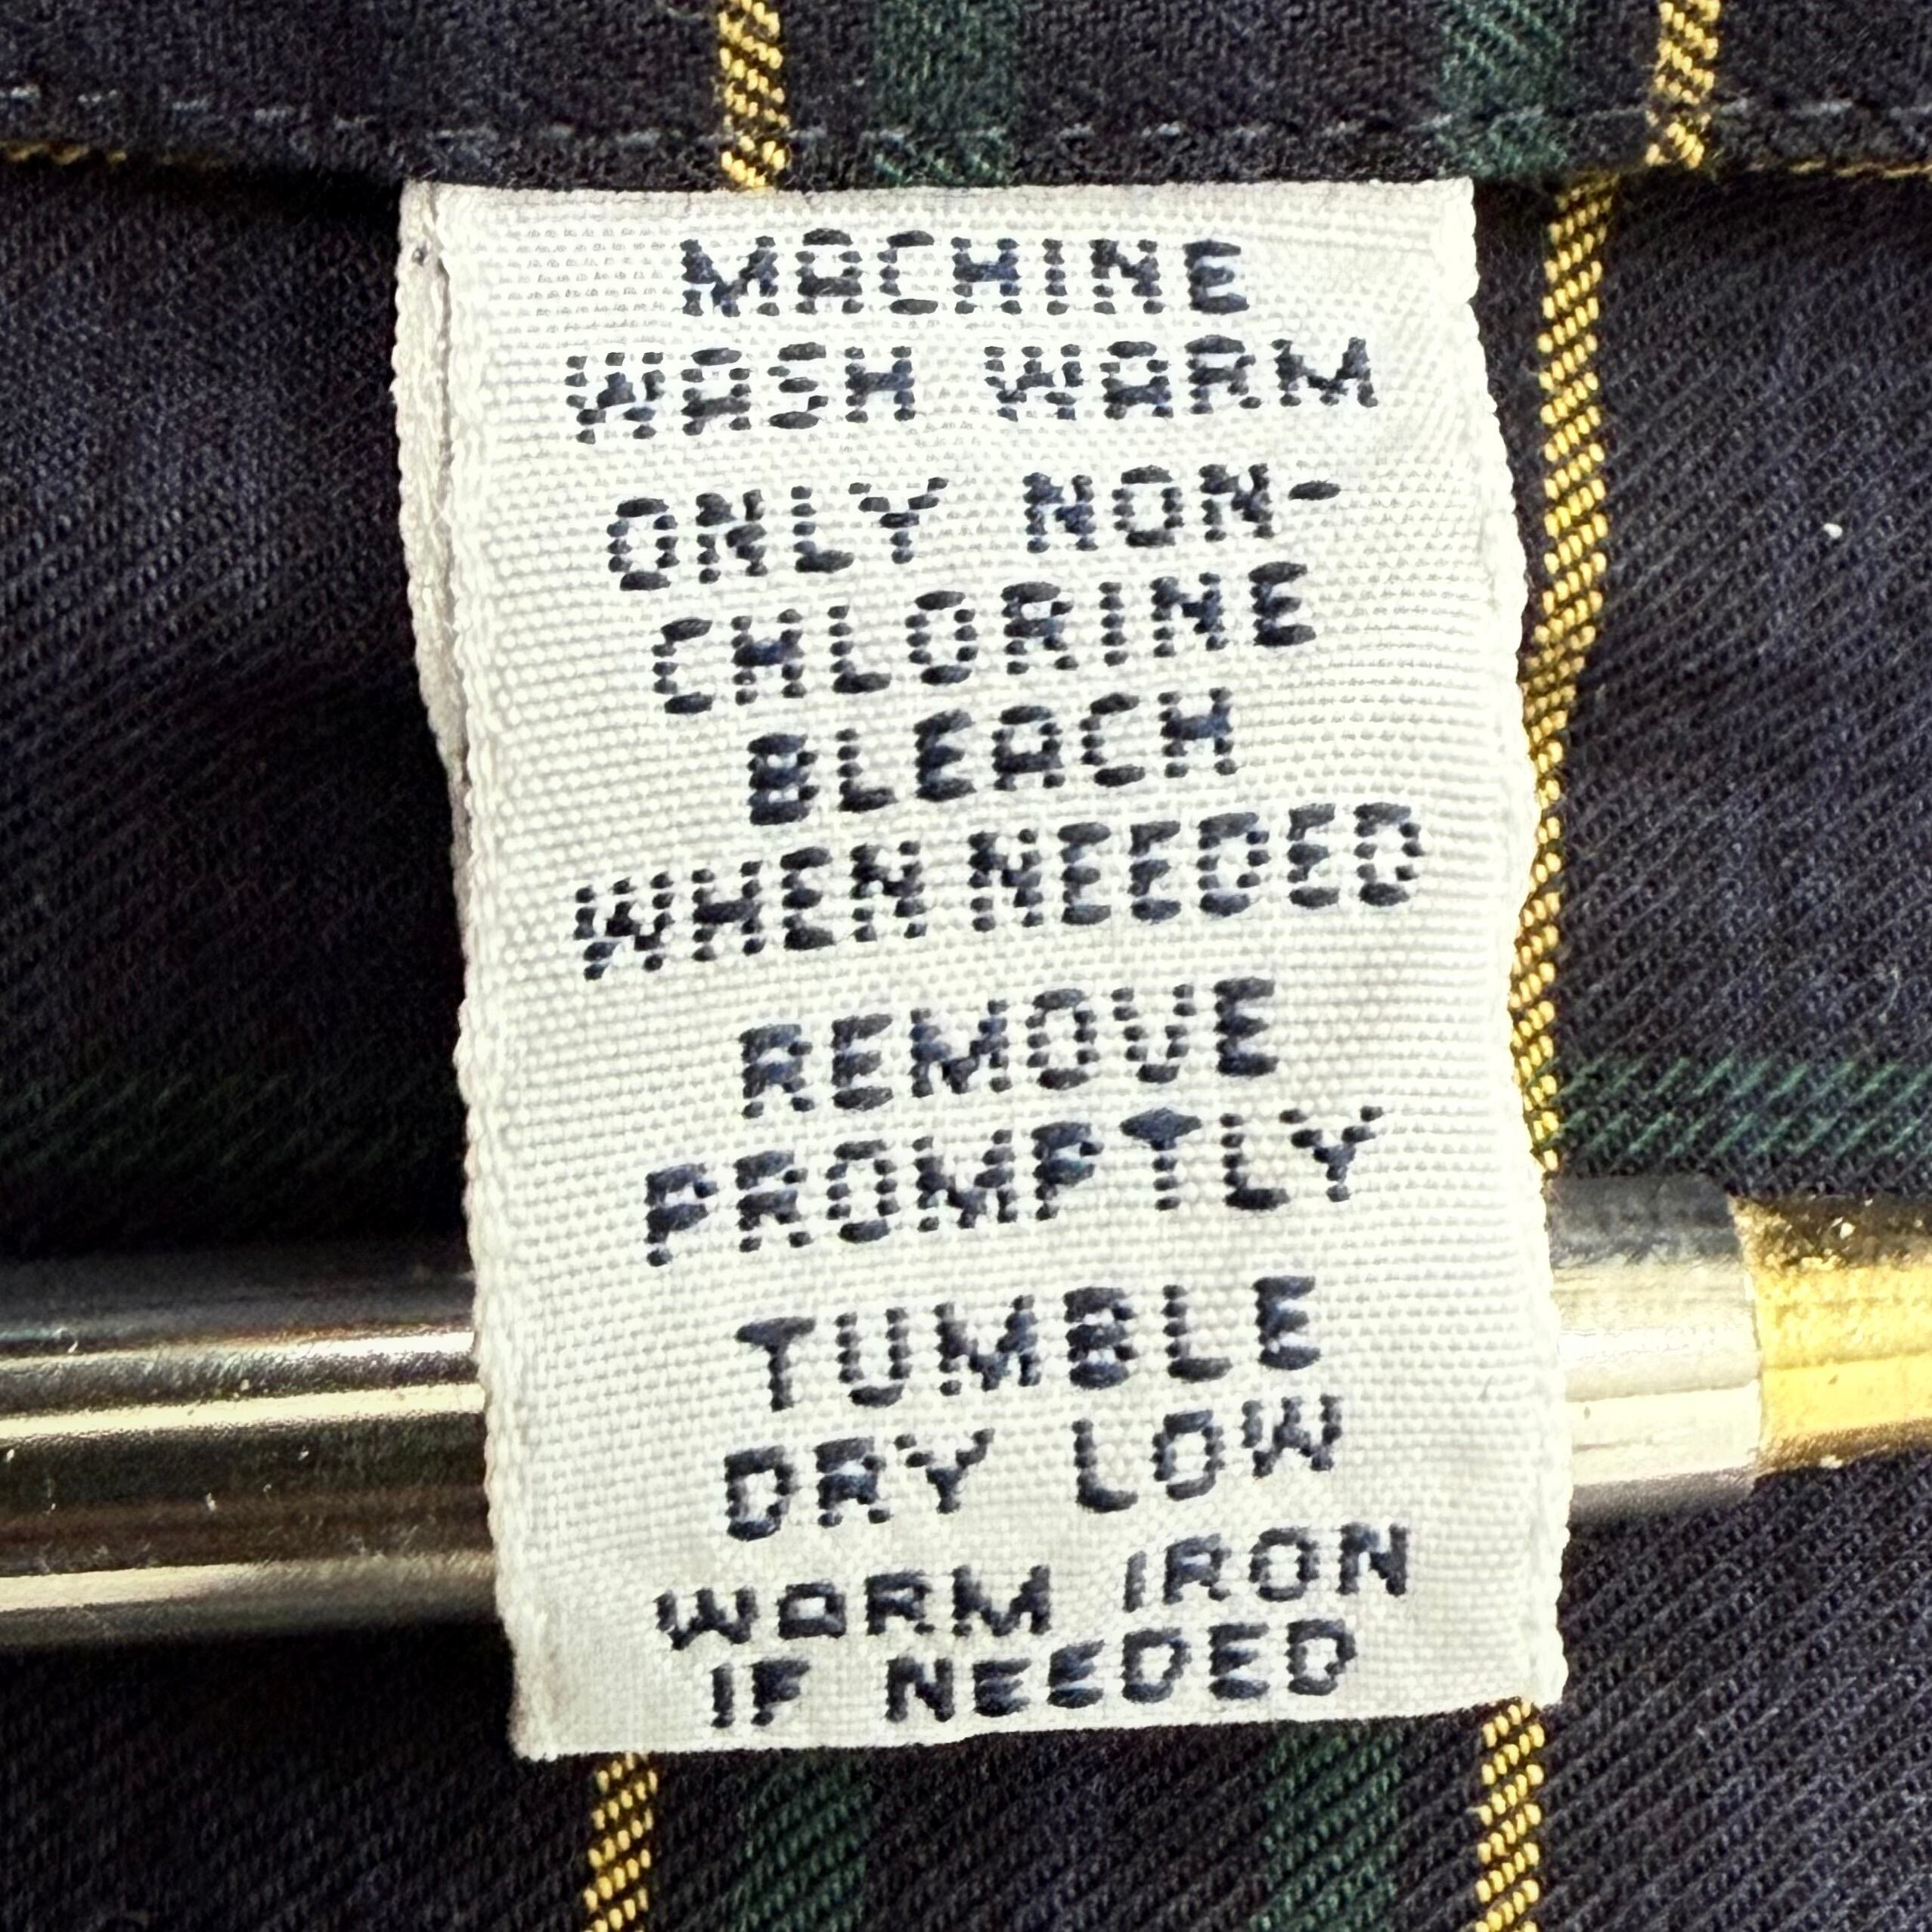 MACHINE
WASH WARM
ONLY NON-
CHLORINE
BLEACH
WHEN NEEDED
REMOVE
PROMPTLY
TUMBLE
DRY LOW
WARM IRON
IF NEEDED